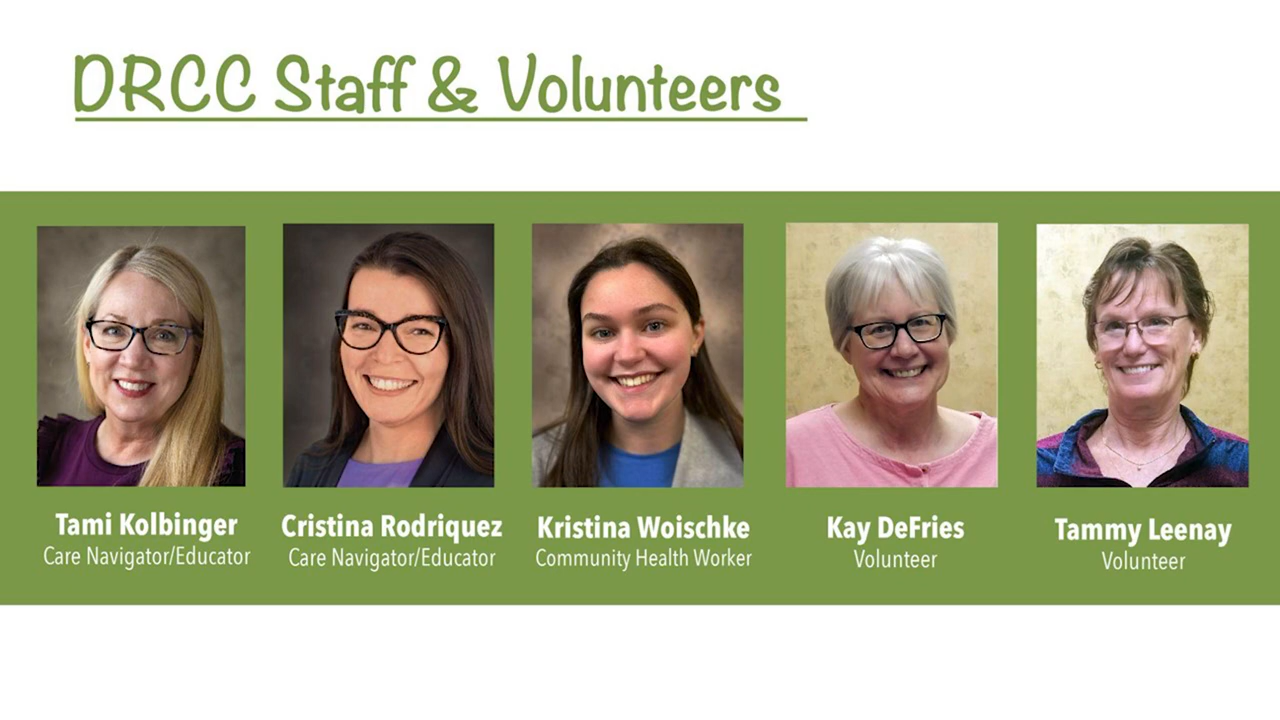 DRCC Staff & Volunteers
Tami Kolbinger
Care Navigator/Educator
Cristina Rodriquez
Care Navigator/Educator
Kristina Woischke
Community Health Worker
Kay DeFries
Volunteer
Tammy Leenay
Volunteer